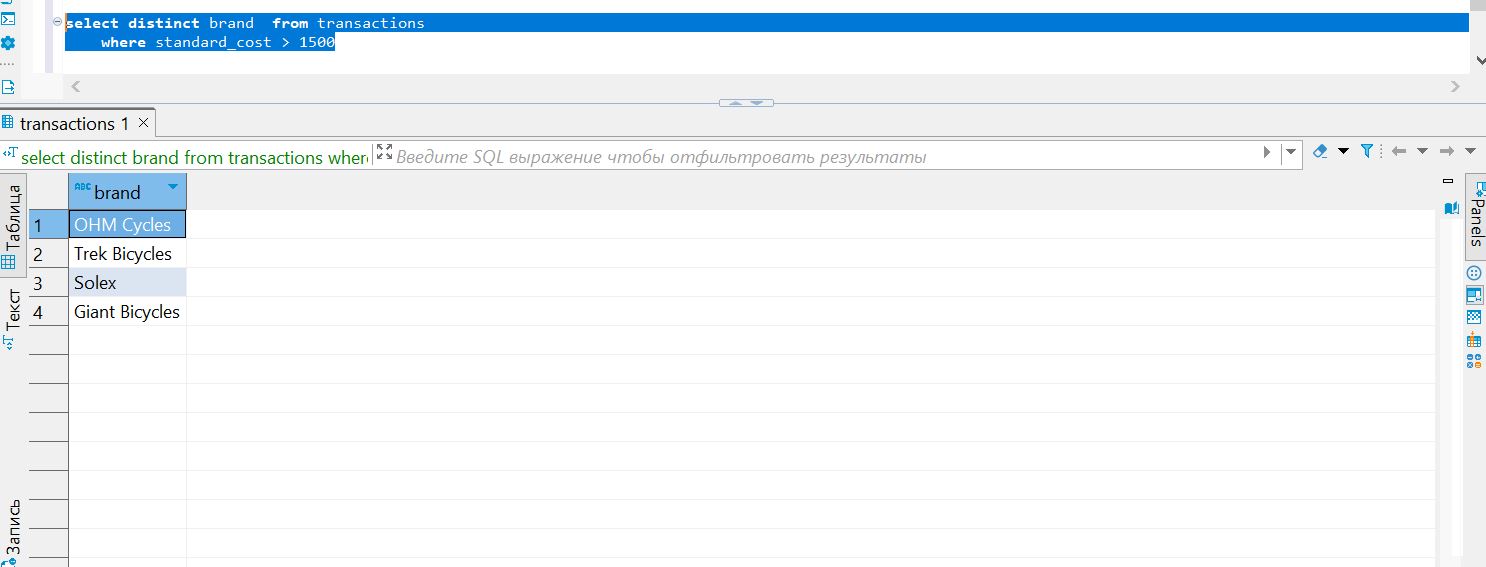 select distinct brand  from transactions
where standard_cost > 1500
transactions 1
select distinct brand from transactions wher
Введите SQL выражение чтобы отфильтровать результаты
ABC brand
1 OHM Cycles
2 Trek Bicycles
3 Solex
4 Giant Bicycles
Таблица
Текст
Запись
Panels